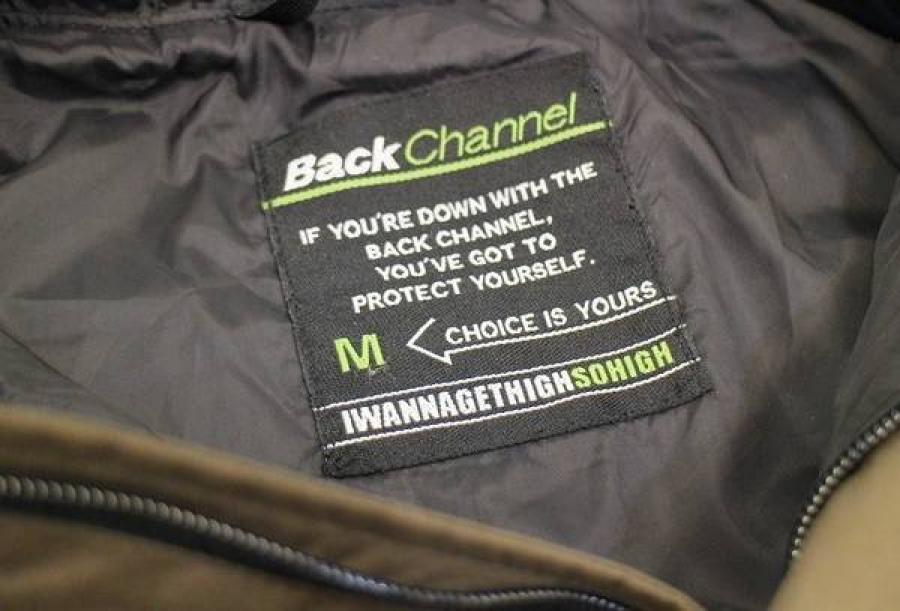 Back Channel
IF YOU'RE DOWN WITH THE
BACK CHANNEL,
YOU'VE GOT TO
PROTECT YOURSELF.
M CHOICE IS YOURS
IWANNAGETHIGHSOHIGH